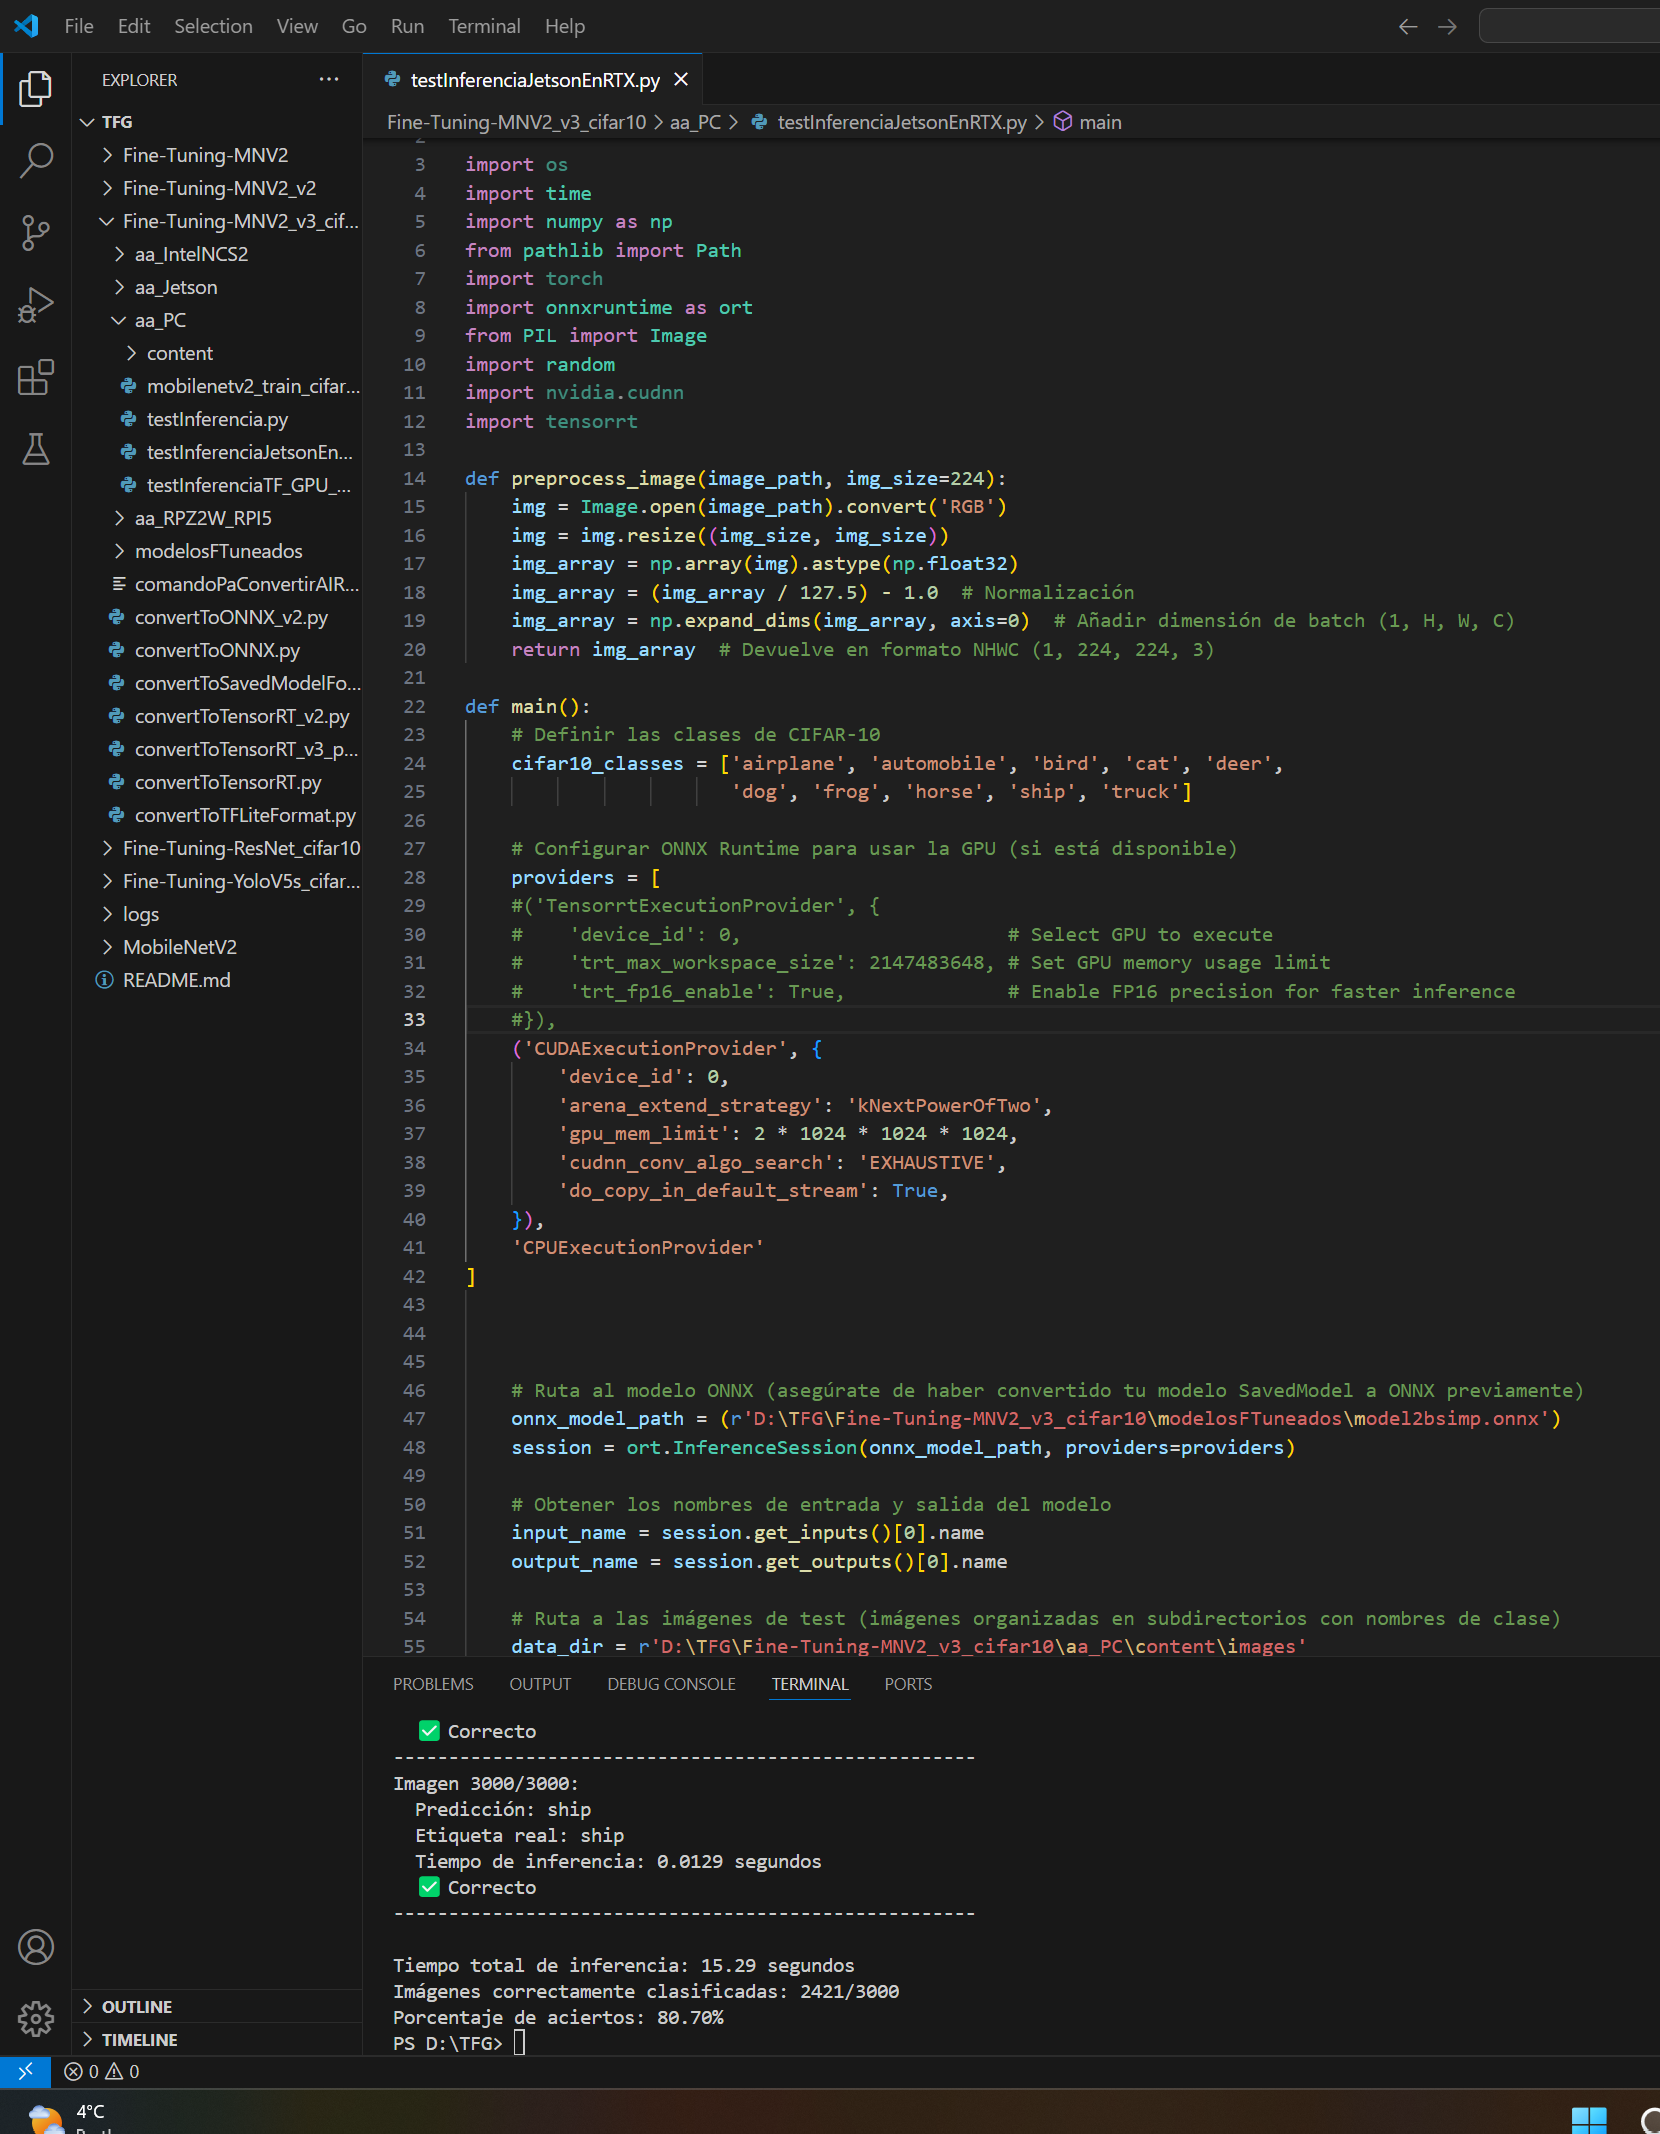 File Edit Selection View Go Run Terminal Help
EXPLORER
TFG
Fine-Tuning-MNV2
Fine-Tuning-MNV2_v2
Fine-Tuning-MNV2_v3_cif...
aa_IntelNCS2
aa_Jetson
aa_PC
content
mobilenetv2_train_cifar...
testInferencia.py
testInferenciaJetsonEn...
testInferenciaTF_GPU_...
aa_RPZ2W_RPI5
modelosFTuneados
comandoPaConvertirAIR...
convertToONNX_v2.py
convertToONNX.py
convertToSavedModelFo...
convertToTensorRT_v2.py
convertToTensorRT_v3_p...
convertToTensorRT.py
convertToTFLiteFormat.py
Fine-Tuning-ResNet_cifar10
Fine-Tuning-YoloV5s_cifar...
logs
MobileNetV2
README.md
OUTLINE
TIMELINE
testInferenciaJetsonEnRTX.py
Fine-Tuning-MNV2_v3_cifar10 > aa_PC > testInferenciaJetsonEnRTX.py > main
2
3 import os
4 import time
5 import numpy as np
6 from pathlib import Path
7 import torch
8 import onnxruntime as ort
9 from PIL import Image
10 import random
11 import nvidia.cudnn
12 import tensorrt
13
14 def preprocess_image(image_path, img_size=224):
15 img = Image.open(image_path).convert('RGB')
16 img = img.resize((img_size, img_size))
17 img_array = np.array(img).astype(np.float32)
18 img_array = (img_array / 127.5) - 1.0 # Normalización
19 img_array = np.expand_dims(img_array, axis=0) # Añadir dimensión de batch (1, H, W, C)
20 return img_array # Devuelve en formato NHWC (1, 224, 224, 3)
21
22 def main():
23 # Definir las clases de CIFAR-10
24 cifar10_classes = ['airplane', 'automobile', 'bird', 'cat', 'deer',
25 'dog', 'frog', 'horse', 'ship', 'truck']
26
27 # Configurar ONNX Runtime para usar la GPU (si está disponible)
28 providers = [
29 #('TensorrtExecutionProvider', {
30 # 'device_id': 0, # Select GPU to execute
31 # 'trt_max_workspace_size': 2147483648, # Set GPU memory usage limit
32 # 'trt_fp16_enable': True, # Enable FP16 precision for faster inference
33 #}),
34 ('CUDAExecutionProvider', {
35 'device_id': 0,
36 'arena_extend_strategy': 'kNextPowerOfTwo',
37 'gpu_mem_limit': 2 * 1024 * 1024 * 1024,
38 'cudnn_conv_algo_search': 'EXHAUSTIVE',
39 'do_copy_in_default_stream': True,
40 }),
41 'CPUExecutionProvider'
42 ]
43
44
45
46 # Ruta al modelo ONNX (asegúrate de haber convertido tu modelo SavedModel a ONNX previamente)
47 onnx_model_path = (r'D:\TFG\Fine-Tuning-MNV2_v3_cifar10\modelosFTuneados\model2bsimp.onnx')
48 session = ort.InferenceSession(onnx_model_path, providers=providers)
49
50 # Obtener los nombres de entrada y salida del modelo
51 input_name = session.get_inputs()[0].name
52 output_name = session.get_outputs()[0].name
53
54 # Ruta a las imágenes de test (imágenes organizadas en subdirectorios con nombres de clase)
55 data_dir = r'D:\TFG\Fine-Tuning-MNV2_v3_cifar10\aa_PC\content\images'
PROBLEMS OUTPUT DEBUG CONSOLE TERMINAL PORTS
✅ Correcto
-----------------------------------------------------
Imagen 3000/3000:
Predicción: ship
Etiqueta real: ship
Tiempo de inferencia: 0.0129 segundos
✅ Correcto
-----------------------------------------------------
Tiempo total de inferencia: 15.29 segundos
Imágenes correctamente clasificadas: 2421/3000
Porcentaje de aciertos: 80.70%
PS D:\TFG>
0 0
4°C